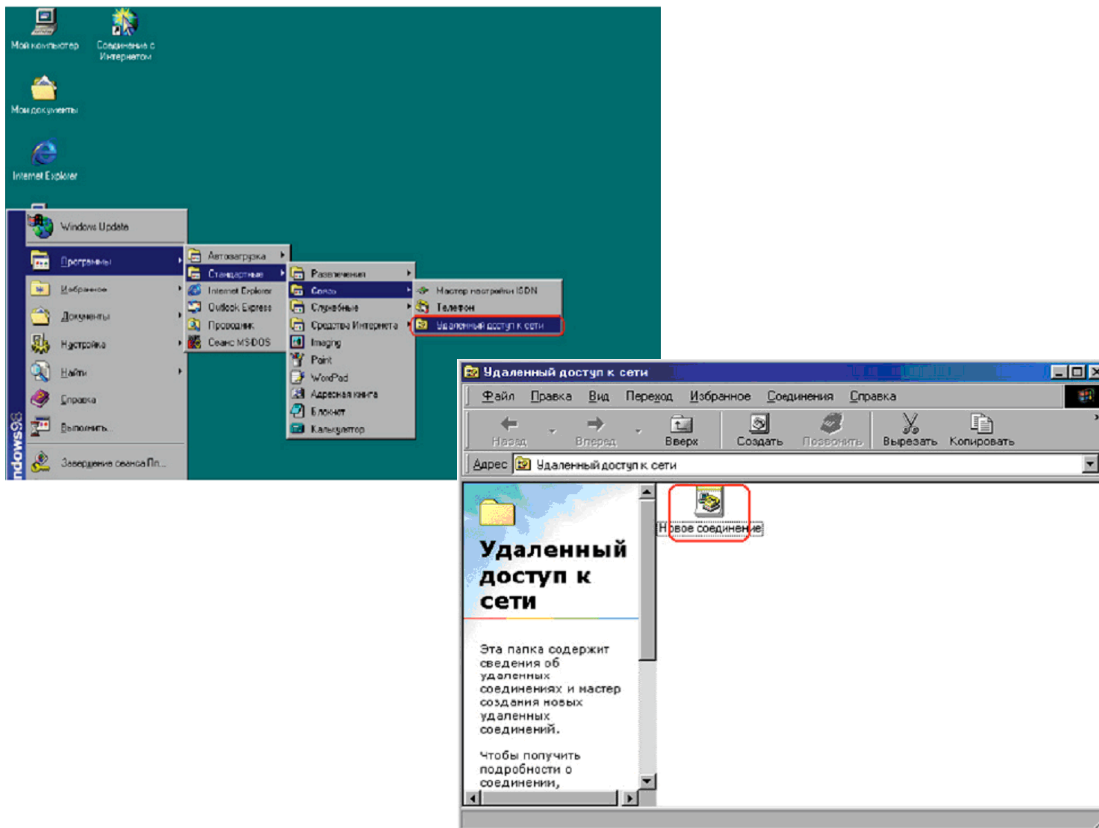 Мой компьютер
Соединение с
Интернетом
Мои документы
Internet Explorer
Windows Update
Программы
Избранное
Документы
Настройка
Найти
Справка
Выполнить...
Завершение сеанса Пп...
ndows98
Автозагрузка
Стандартные
Internet Explorer
Outlook Express
Проводник
Сеанс MS-DOS
Развлечения
Связь
Служебные
Средства Интернета
Imaging
Paint
WordPad
Адресная книга
Блокнот
Калькулятор
Мастер настройки ISDN
Телефон
Удаленный доступ к сети
Удаленный доступ к сети
Файл Правка Вид Переход Избранное Соединения Справка
Назад Вперед Вверх Создать Позвонить Вырезать Копировать
Адрес Удаленный доступ к сети
Новое соединение
Удаленный
доступ к
сети
Эта папка содержит
сведения об
удаленных
соединениях и мастер
создания новых
удаленных
соединений.
Чтобы получить
подробности о
соединении,